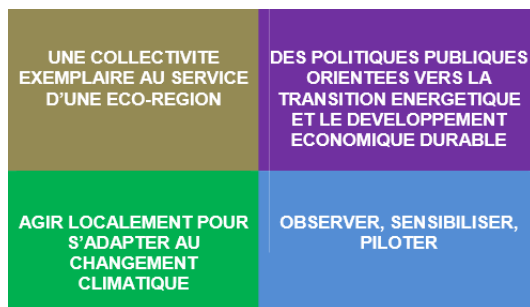 UNE COLLECTIVITE
EXEMPLAIRE AU SERVICE
D'UNE ECO-REGION
DES POLITIQUES PUBLIQUES
ORIENTEES VERS LA
TRANSITION ENERGETIQUE
ET LE DEVELOPPEMENT
ECONOMIQUE DURABLE
AGIR LOCALEMENT POUR
S'ADAPTER AU
CHANGEMENT
CLIMATIQUE
OBSERVER, SENSIBILISER,
PILOTER